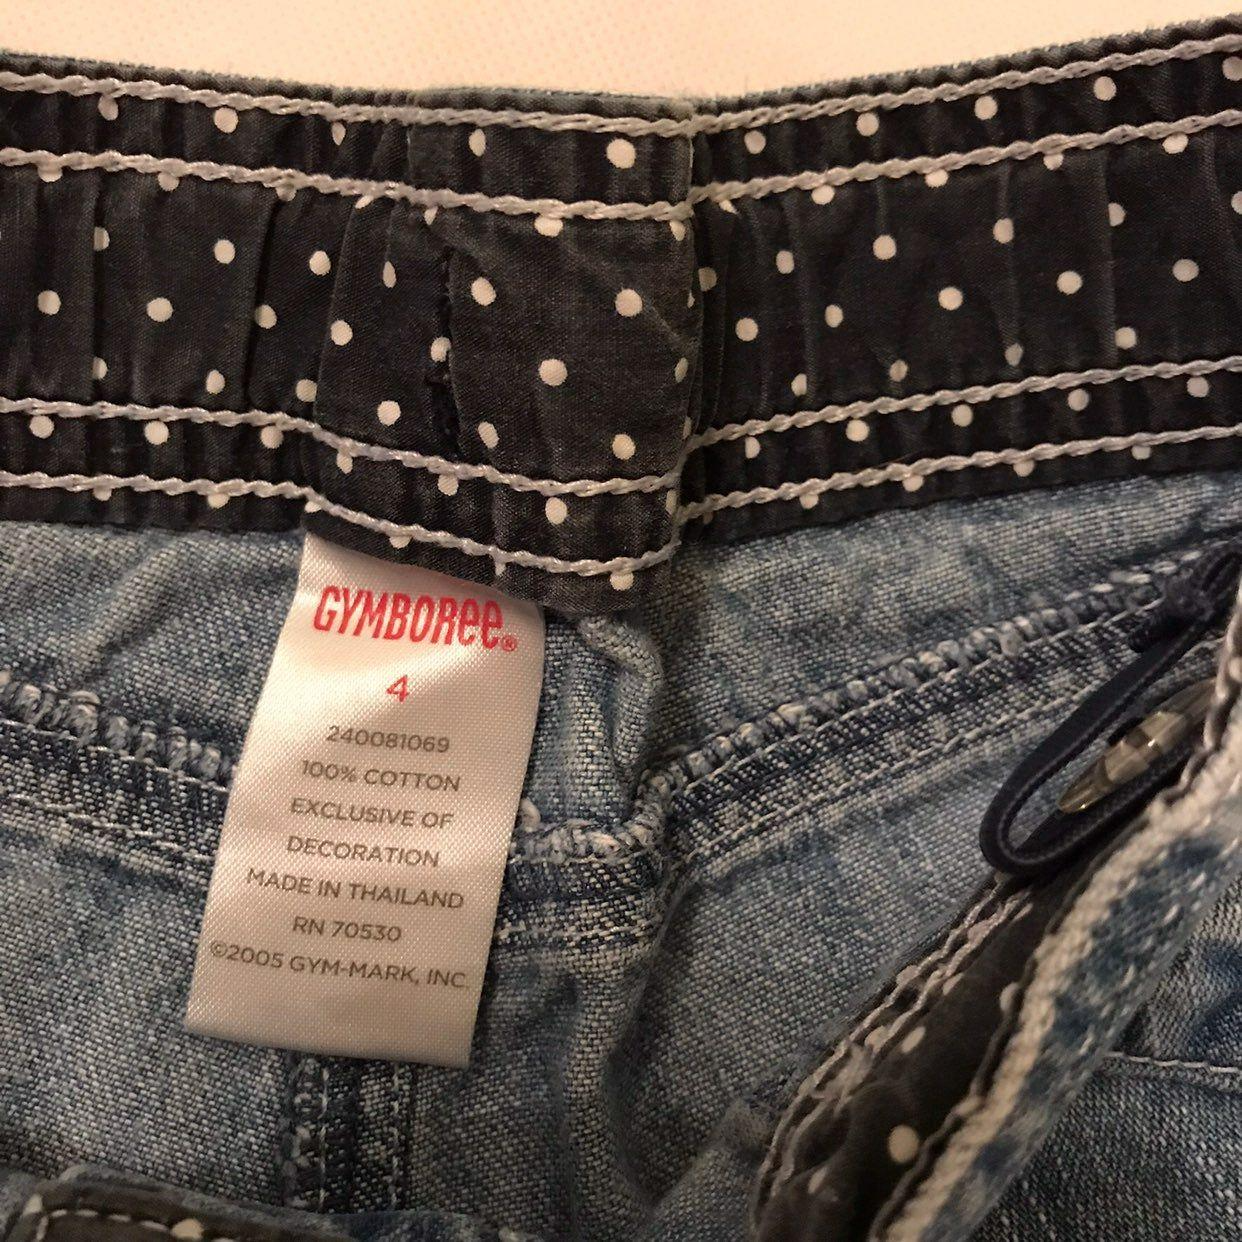 GYMBOREE®
4
240081069
100% COTTON
EXCLUSIVE OF
DECORATION
MADE IN THAILAND
RN 70530
©2005 GYM-MARK, INC.